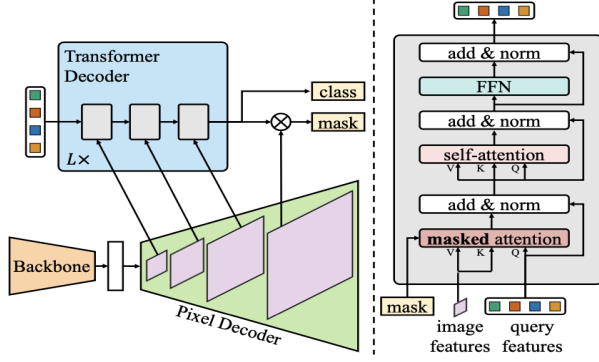 Transformer
Decoder
L×
class
mask
Backbone
Pixel Decoder
add & norm
FFN
add & norm
self-attention
V K Q
add & norm
masked attention
V K Q
mask
image
features
query
features